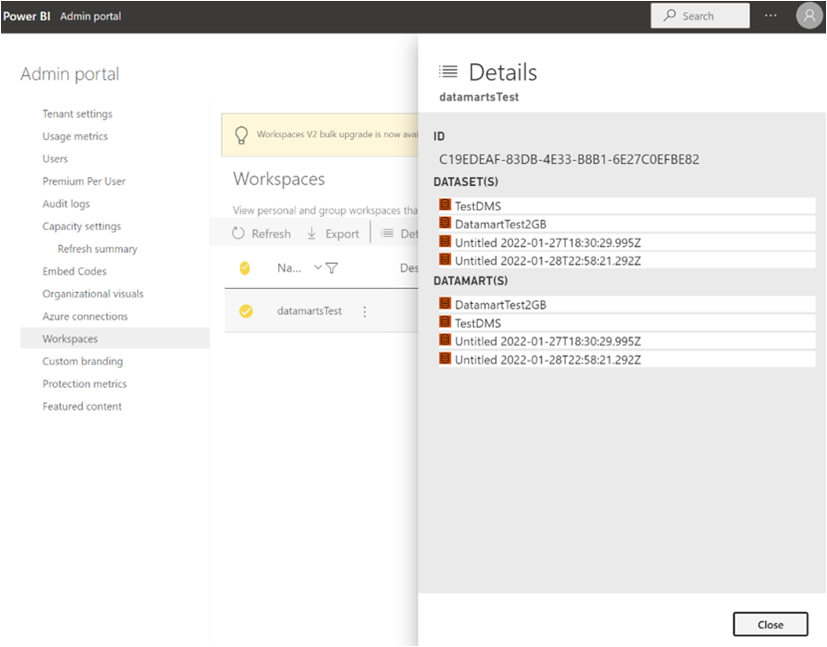 Power BI Admin portal Search ...
Admin portal
Tenant settings
Usage metrics
Users
Premium Per User
Audit logs
Capacity settings
Refresh summary
Embed Codes
Organizational visuals
Azure connections
Workspaces
Custom branding
Protection metrics
Featured content
Workspaces V2 bulk upgrade is now avai
Workspaces
View personal and group workspaces tha
Refresh Export Det
Na... Des
datamartsTest
Details
datamartsTest
ID
C19EDEAF-83DB-4E33-B8B1-6E27C0EFBE82
DATASET(S)
TestDMS
DatamartTest2GB
Untitled 2022-01-27T18:30:29.995Z
Untitled 2022-01-28T22:58:21.292Z
DATAMART(S)
DatamartTest2GB
TestDMS
Untitled 2022-01-27T18:30:29.995Z
Untitled 2022-01-28T22:58:21.292Z
Close